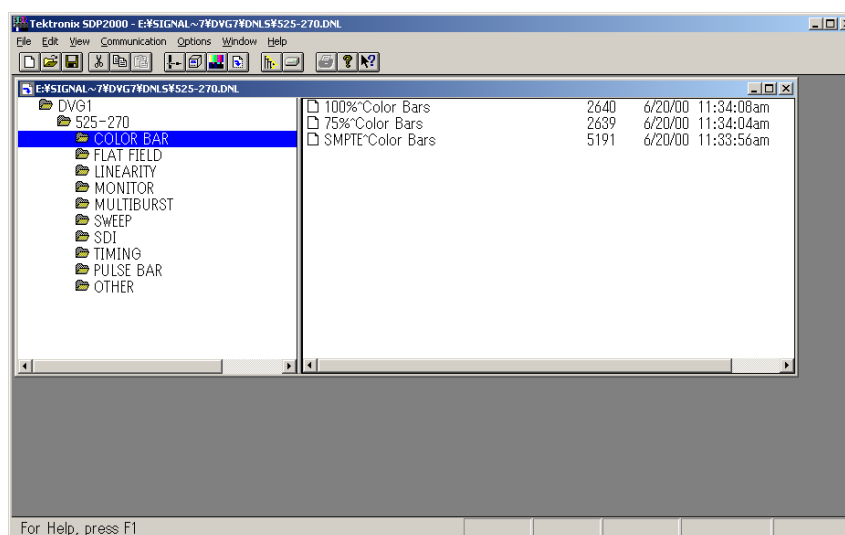 Tektronix SDP2000 - E:¥SIGNAL~7¥DVG7¥DNLS¥525-270.DNL
File Edit View Communication Options Window Help
E:¥SIGNAL~7¥DVG7¥DNLS¥525-270.DNL
DVG1
525-270
COLOR BAR
FLAT FIELD
LINEARITY
MONITOR
MULTIBURST
SWEEP
SDI
TIMING
PULSE BAR
OTHER
100%^Color Bars 2640 6/20/00 11:34:08am
75%^Color Bars 2639 6/20/00 11:34:04am
SMPTE^Color Bars 5191 6/20/00 11:33:56am
For Help, press F1